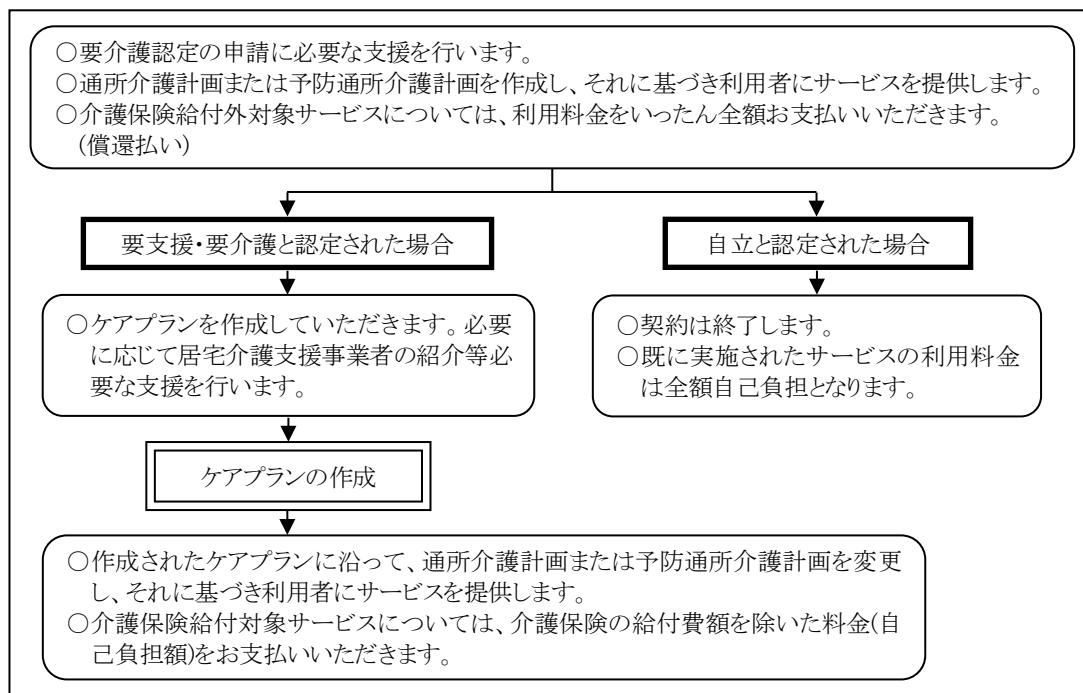 ○要介護認定の申請に必要な支援を行います。
○通所介護計画または予防通所介護計画を作成し、それに基づき利用者にサービスを提供します。
○介護保険給付外対象サービスについては、利用料金をいったん全額お支払いいただきます。
(償還払い)
要支援・要介護と認定された場合
自立と認定された場合
○ケアプランを作成していただきます。必要
に応じて居宅介護支援事業者の紹介等必
要な支援を行います。
○契約は終了します。
○既に実施されたサービスの利用料金
は全額自己負担となります。
ケアプランの作成
○作成されたケアプランに沿って、通所介護計画または予防通所介護計画を変更
し、それに基づき利用者にサービスを提供します。
○介護保険給付対象サービスについては、介護保険の給付費額を除いた料金(自
己負担額)をお支払いいただきます。